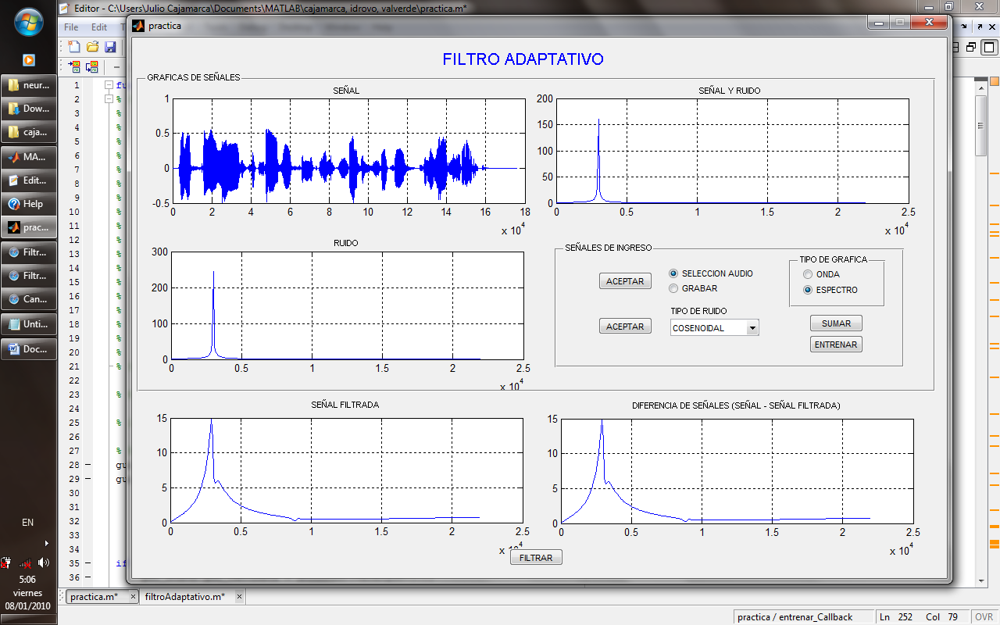 Editor - C:\Users\Julio Cajamarca\Documents\MATLAB\cajamarca, idrovo, valverde\practica.m*
File Edit T
practica
FILTRO ADAPTATIVO
GRAFICAS DE SEÑALES
SEÑAL
1
0.5
0
-0.5
0 2 4 6 8 10 12 14 16 18
x 10^4
SEÑAL Y RUIDO
200
150
100
50
0
0 0.5 1 1.5 2 2.5
x 10^4
RUIDO
300
200
100
0
0 0.5 1 1.5 2 2.5
x 10^4
SEÑALES DE INGRESO
ACEPTAR
SELECCION AUDIO
GRABAR
TIPO DE RUIDO
ACEPTAR
COSENOIDAL
TIPO DE GRAFICA
ONDA
ESPECTRO
SUMAR
ENTRENAR
SEÑAL FILTRADA
15
10
5
0
0 0.5 1 1.5 2 2.5
x 10^4
DIFERENCIA DE SEÑALES (SEÑAL - SEÑAL FILTRADA)
15
10
5
0
0 0.5 1 1.5 2 2.5
x 10^4
FILTRAR
neur...
Dow...
caja...
MA...
Edit...
Help
prac...
Filtr...
Filtr...
Can...
Unti...
Doc...
EN
5:06
viernes
08/01/2010
1 fu
2 %
3 %
4 %
5 %
6 %
7 %
8 %
9 %
10 %
11 %
12 %
13 %
14 %
15 %
16 %
17 %
18 %
19 %
20 %
21 %
22
23 %
24
25 %
26
27 %
28 – gu
29 – gu
30
31
32
33
34
35 – if
36 –
practica.m* × filtroAdaptativo.m* ×
practica / entrenar_Callback Ln 252 Col 79 OVR